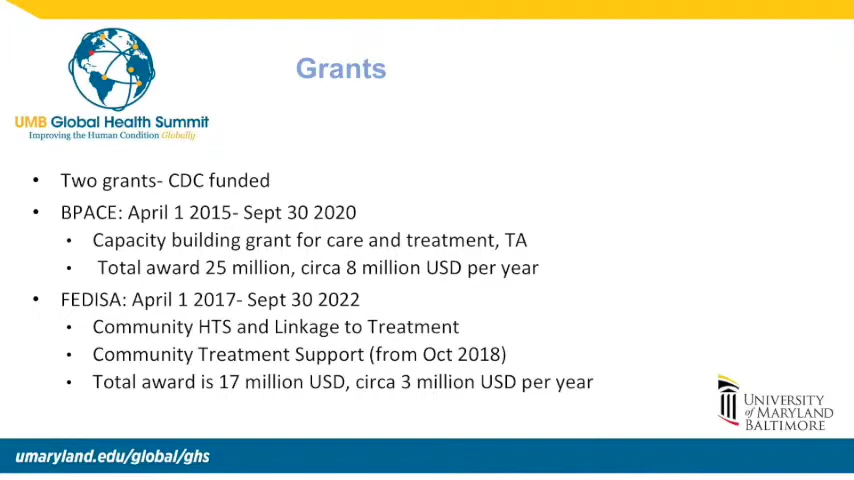 Grants
UMB Global Health Summit
Improving the Human Condition Globally
• Two grants- CDC funded
• BPACE: April 1 2015- Sept 30 2020
• Capacity building grant for care and treatment, TA
• Total award 25 million, circa 8 million USD per year
• FEDISA: April 1 2017- Sept 30 2022
• Community HTS and Linkage to Treatment
• Community Treatment Support (from Oct 2018)
• Total award is 17 million USD, circa 3 million USD per year
UNIVERSITY
of MARYLAND
BALTIMORE
umaryland.edu/global/ghs